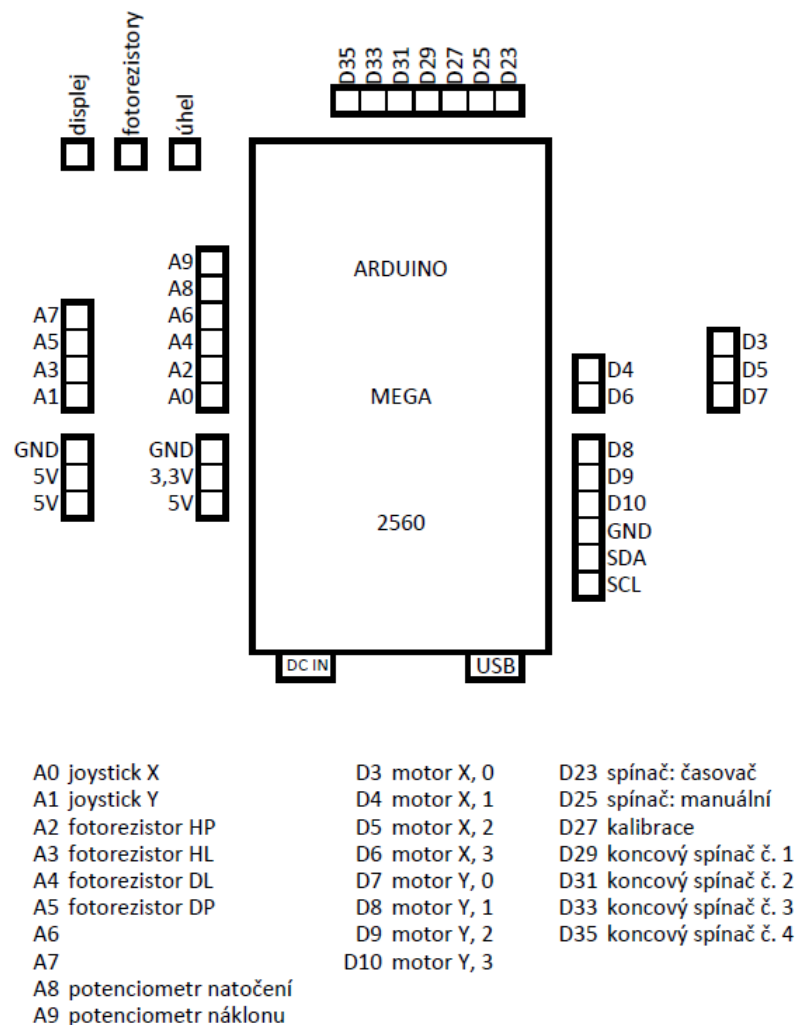 displej
fotorezistory
úhel
D35
D33
D31
D29
D27
D25
D23
ARDUINO
MEGA
2560
A9
A8
A6
A4
A2
A0
A7
A5
A3
A1
GND
5V
5V
GND
3,3V
5V
D4
D6
D3
D5
D7
D8
D9
D10
GND
SDA
SCL
DC IN
USB
A0 joystick X
A1 joystick Y
A2 fotorezistor HP
A3 fotorezistor HL
A4 fotorezistor DL
A5 fotorezistor DP
A6
A7
A8 potenciometr natočení
A9 potenciometr náklonu
D3 motor X, 0
D4 motor X, 1
D5 motor X, 2
D6 motor X, 3
D7 motor Y, 0
D8 motor Y, 1
D9 motor Y, 2
D10 motor Y, 3
D23 spínač: časovač
D25 spínač: manuální
D27 kalibrace
D29 koncový spínač č. 1
D31 koncový spínač č. 2
D33 koncový spínač č. 3
D35 koncový spínač č. 4